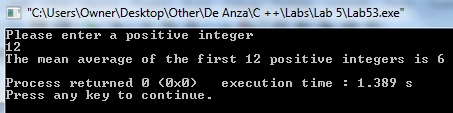 "C:\Users\Owner\Desktop\Other\De Anza\C ++\Labs\Lab 5\Lab53.exe"
Please enter a positive integer
12
The mean average of the first 12 positive integers is 6
Process returned 0 (0x0)   execution time : 1.389 s
Press any key to continue.